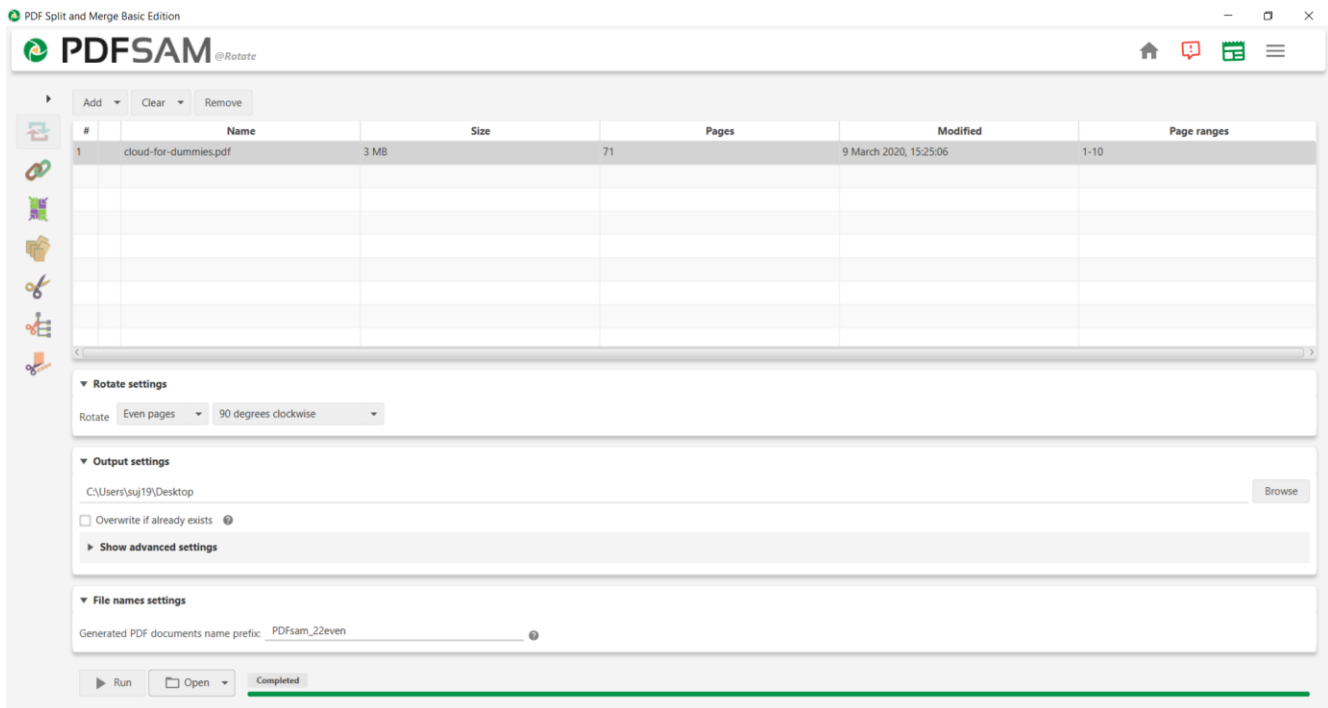 PDF Split and Merge Basic Edition
PDFSAM @Rotate
Add Clear Remove
# Name Size Pages Modified Page ranges
1 cloud-for-dummies.pdf 3 MB 71 9 March 2020, 15:25:06 1-10
Rotate settings
Rotate Even pages 90 degrees clockwise
Output settings
C:\Users\suj19\Desktop Browse
Overwrite if already exists
Show advanced settings
File names settings
Generated PDF documents name prefix: PDFsam_22even
Run Open Completed